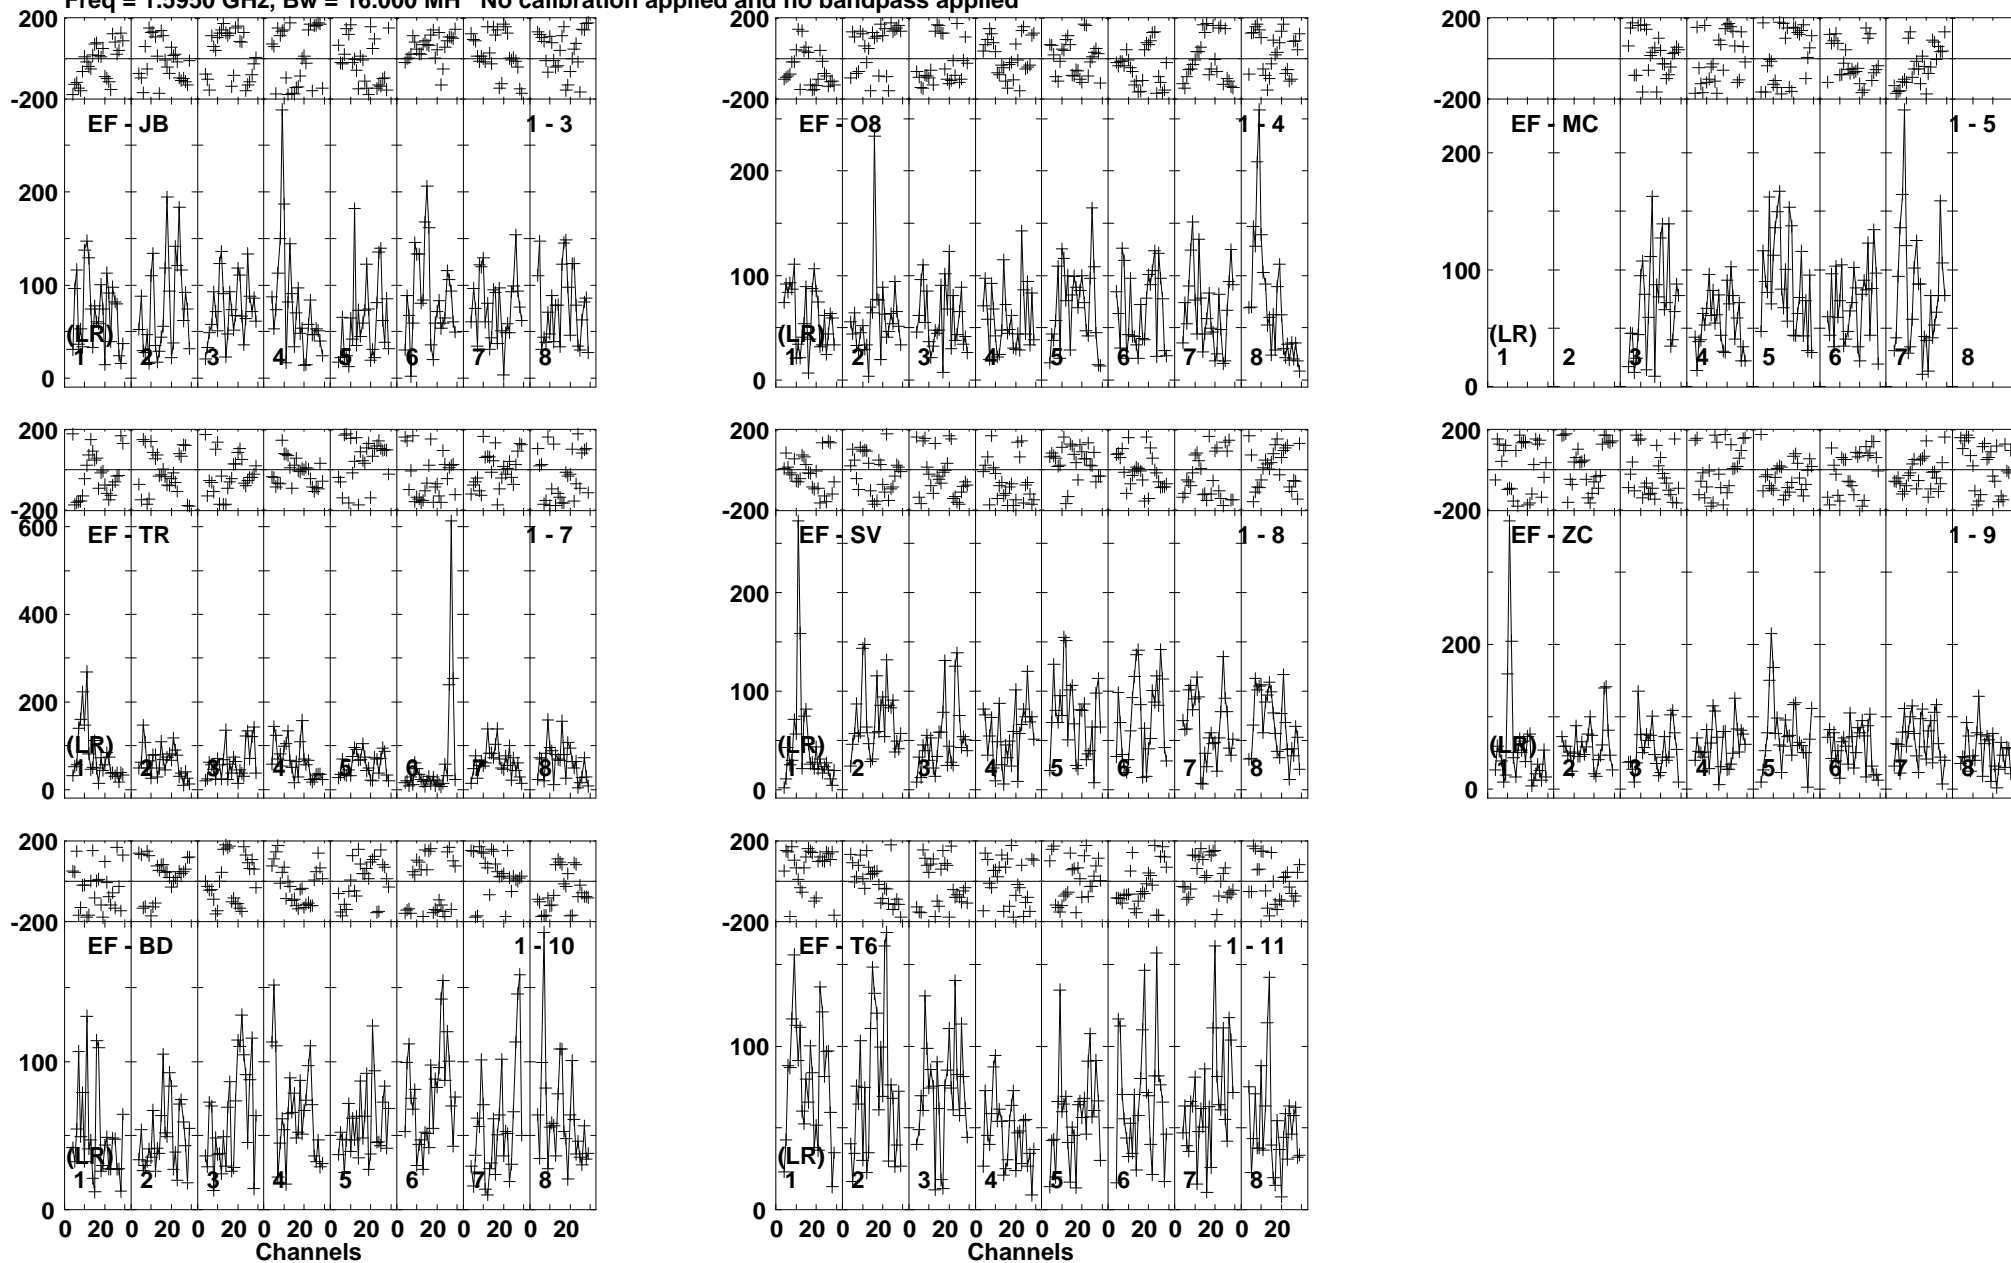 Freq = 1.5950 GHz, Bw = 16.000 MH No calibration applied and no bandpass applied
200
-200
EF - JB 1 - 3
200
100
0
(LR)
1 2 3 4 5 6 7 8
200
-200
EF - O8 1 - 4
200
100
0
(LR)
1 2 3 4 5 6 7 8
200
-200
EF - MC 1 - 5
200
100
0
(LR)
1 2 3 4 5 6 7 8
200
-200
EF - TR 1 - 7
600
400
200
0
(LR)
1 2 3 4 5 6 7 8
200
-200
EF - SV 1 - 8
200
100
0
(LR)
1 2 3 4 5 6 7 8
200
-200
EF - ZC 1 - 9
200
0
(LR)
1 2 3 4 5 6 7 8
200
-200
EF - BD 1 - 10
100
0
(LR)
1 2 3 4 5 6 7 8
0 20 0 20 0 20 0 20 0 20 0 20 0 20 0 20
Channels
200
-200
EF - T6 1 - 11
100
0
(LR)
1 2 3 4 5 6 7 8
0 20 0 20 0 20 0 20 0 20 0 20 0 20 0 20
Channels